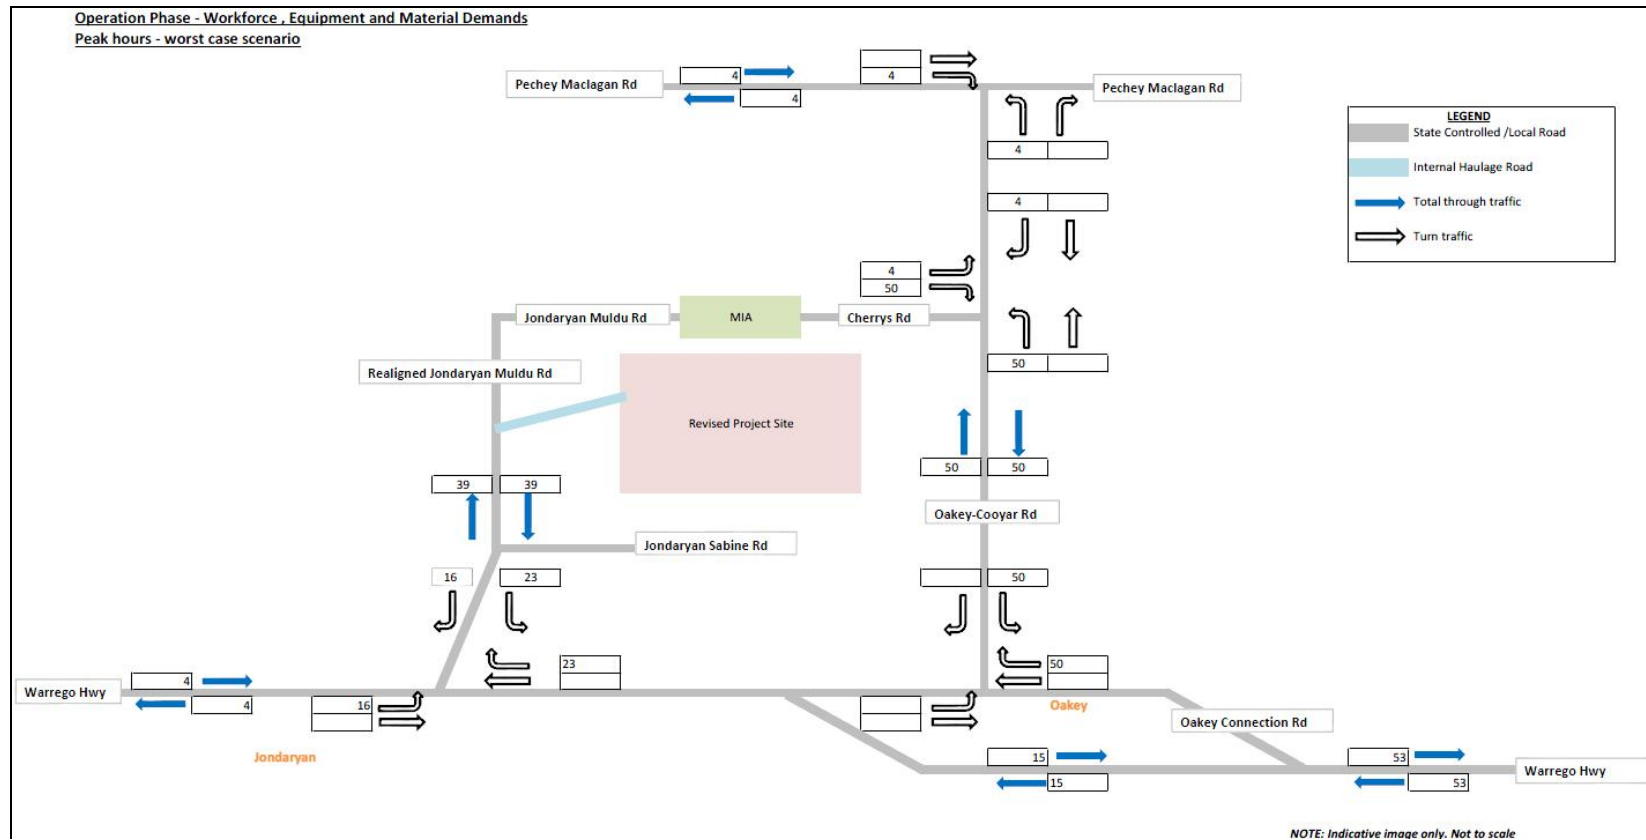 Operation Phase - Workforce , Equipment and Material Demands
Peak hours - worst case scenario
Pechey Maclagan Rd
4
4
4
Pechey Maclagan Rd
LEGEND
State Controlled /Local Road
Internal Haulage Road
Total through traffic
Turn traffic
4
4
4
50
Jondaryan Muldu Rd
MIA
Cherrys Rd
50
Realigned Jondaryan Muldu Rd
Revised Project Site
50
50
39
39
Oakey-Cooyar Rd
Jondaryan Sabine Rd
16
23
50
23
50
Warrego Hwy
4
4
16
Oakey
Oakey Connection Rd
Jondaryan
15
15
53
53
Warrego Hwy
NOTE: Indicative image only. Not to scale